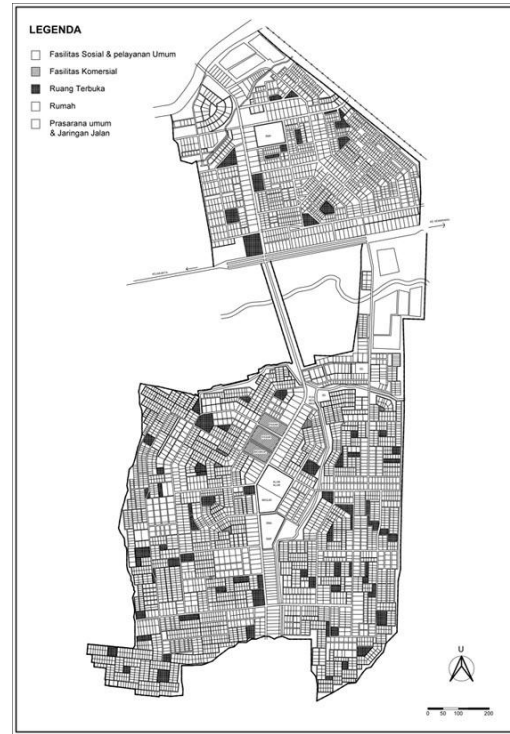 LEGENDA
Fasilitas Sosial & pelayanan Umum
Fasilitas Komersial
Ruang Terbuka
Rumah
Prasarana umum
& Jaringan Jalan
U
0 50 100 200